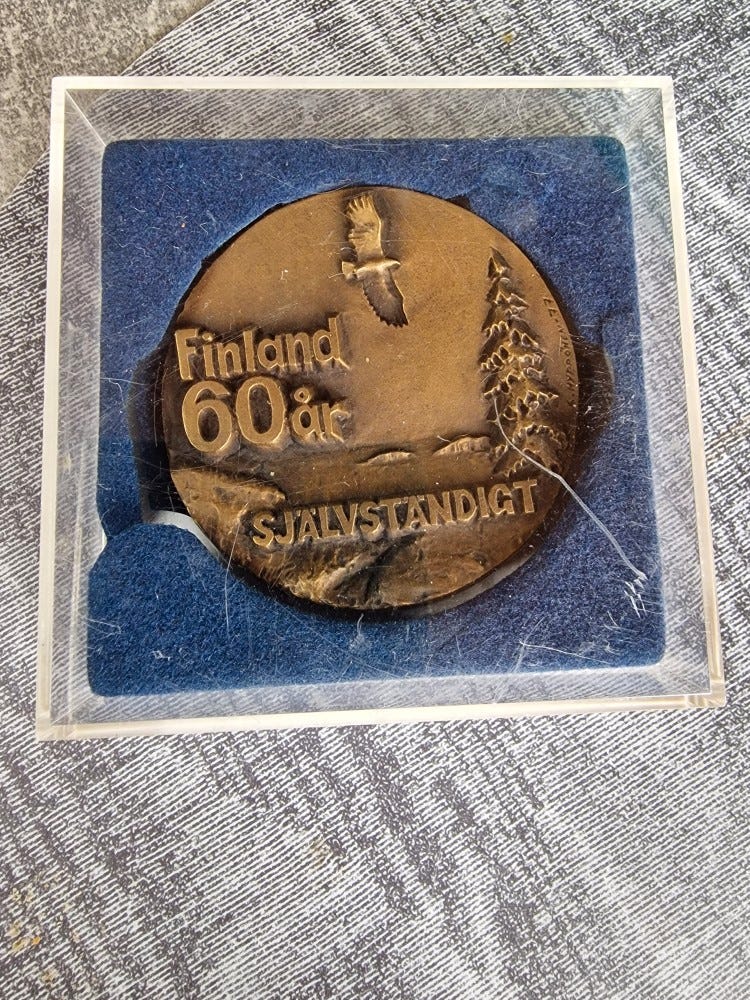 Finland
60 år
SJÄLVSTÄNDIGT